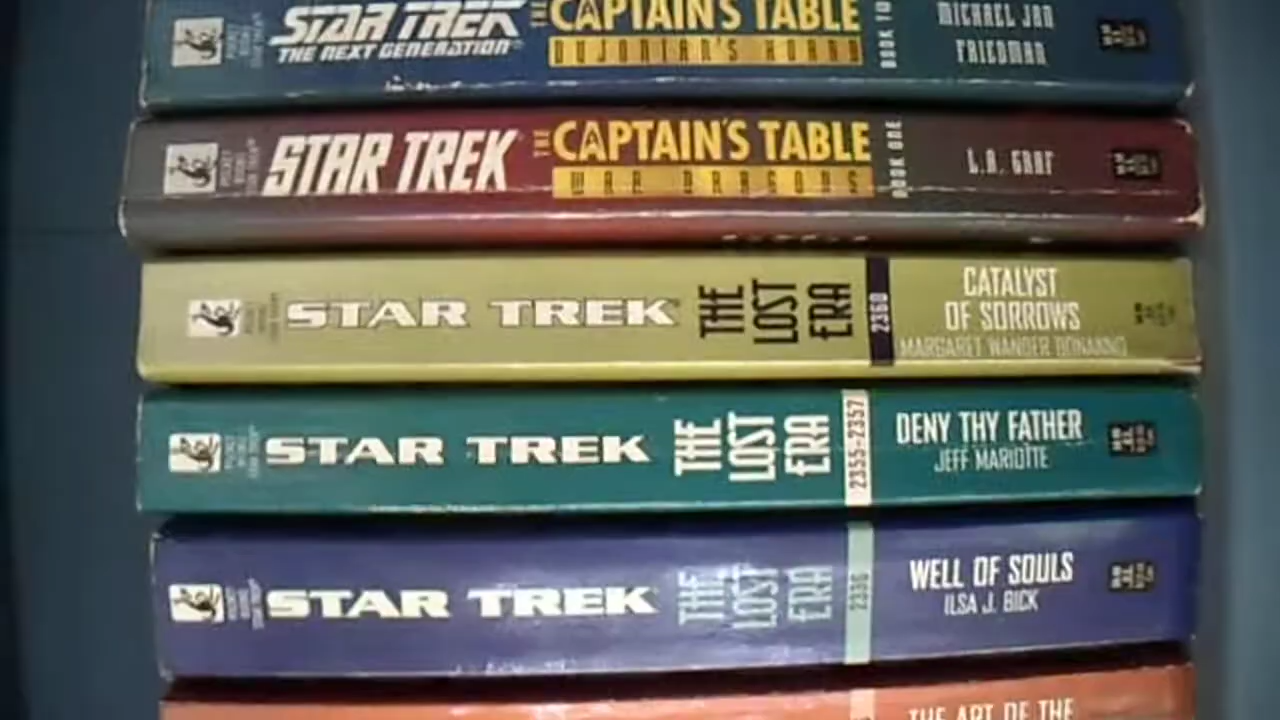 STAR TREK
THE NEXT GENERATION
THE CAPTAIN'S TABLE
DUJONIAN'S HOARD
BOOK
MICHAEL JAN
FRIEDMAN
STAR TREK
THE CAPTAIN'S TABLE
WAR DRAGONS
BOOK ONE
L.A. GRAF
STAR TREK
THE
LOST
ERA
2360
CATALYST
OF SORROWS
MARGARET WANDER BONANNO
STAR TREK
THE
LOST
ERA
2355-2357
DENY THY FATHER
JEFF MARIOTTE
STAR TREK
THE
LOST
ERA
2336
WELL OF SOULS
ILSA J. BICK
THE ART OF THE